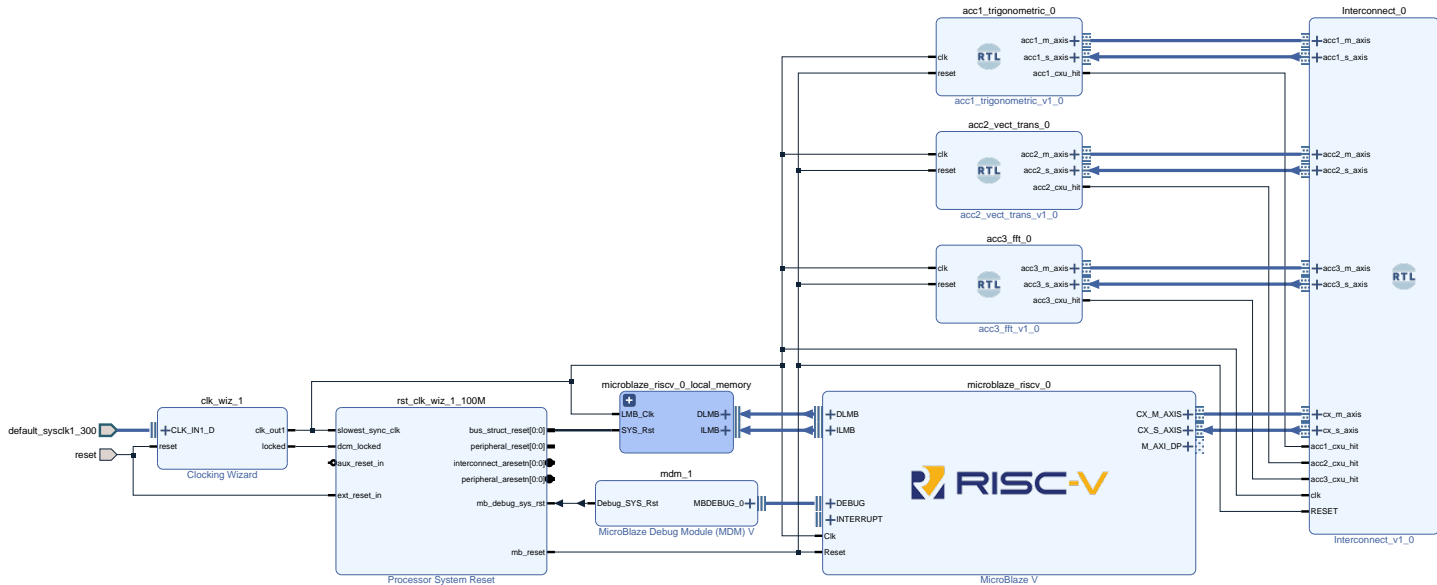 acc1_trigonometric_0
clk
reset
acc1_m_axis
acc1_s_axis
acc1_cxu_hit
RTL
acc1_trigonometric_v1_0
acc2_vect_trans_0
clk
reset
acc2_m_axis
acc2_s_axis
acc2_cxu_hit
RTL
acc2_vect_trans_v1_0
acc3_fft_0
clk
reset
acc3_m_axis
acc3_s_axis
acc3_cxu_hit
RTL
acc3_fft_v1_0
Interconnect_0
acc1_m_axis
acc1_s_axis
acc2_m_axis
acc2_s_axis
acc3_m_axis
acc3_s_axis
RTL
cx_m_axis
cx_s_axis
acc1_cxu_hit
acc2_cxu_hit
acc3_cxu_hit
clk
RESET
Interconnect_v1_0
default_sysclk1_300
reset
clk_wiz_1
CLK_IN1_D
reset
clk_out1
locked
Clocking Wizard
rst_clk_wiz_1_100M
slowest_sync_clk
dcm_locked
aux_reset_in
ext_reset_in
bus_struct_reset[0:0]
peripheral_reset[0:0]
interconnect_aresetn[0:0]
peripheral_aresetn[0:0]
mb_debug_sys_rst
mb_reset
Processor System Reset
microblaze_riscv_0_local_memory
LMB_Clk
SYS_Rst
DLMB
ILMB
mdm_1
Debug_SYS_Rst
MBDEBUG_0
MicroBlaze Debug Module (MDM) V
microblaze_riscv_0
DLMB
ILMB
DEBUG
INTERRUPT
Clk
Reset
CX_M_AXIS
CX_S_AXIS
M_AXI_DP
RISC-V
MicroBlaze V